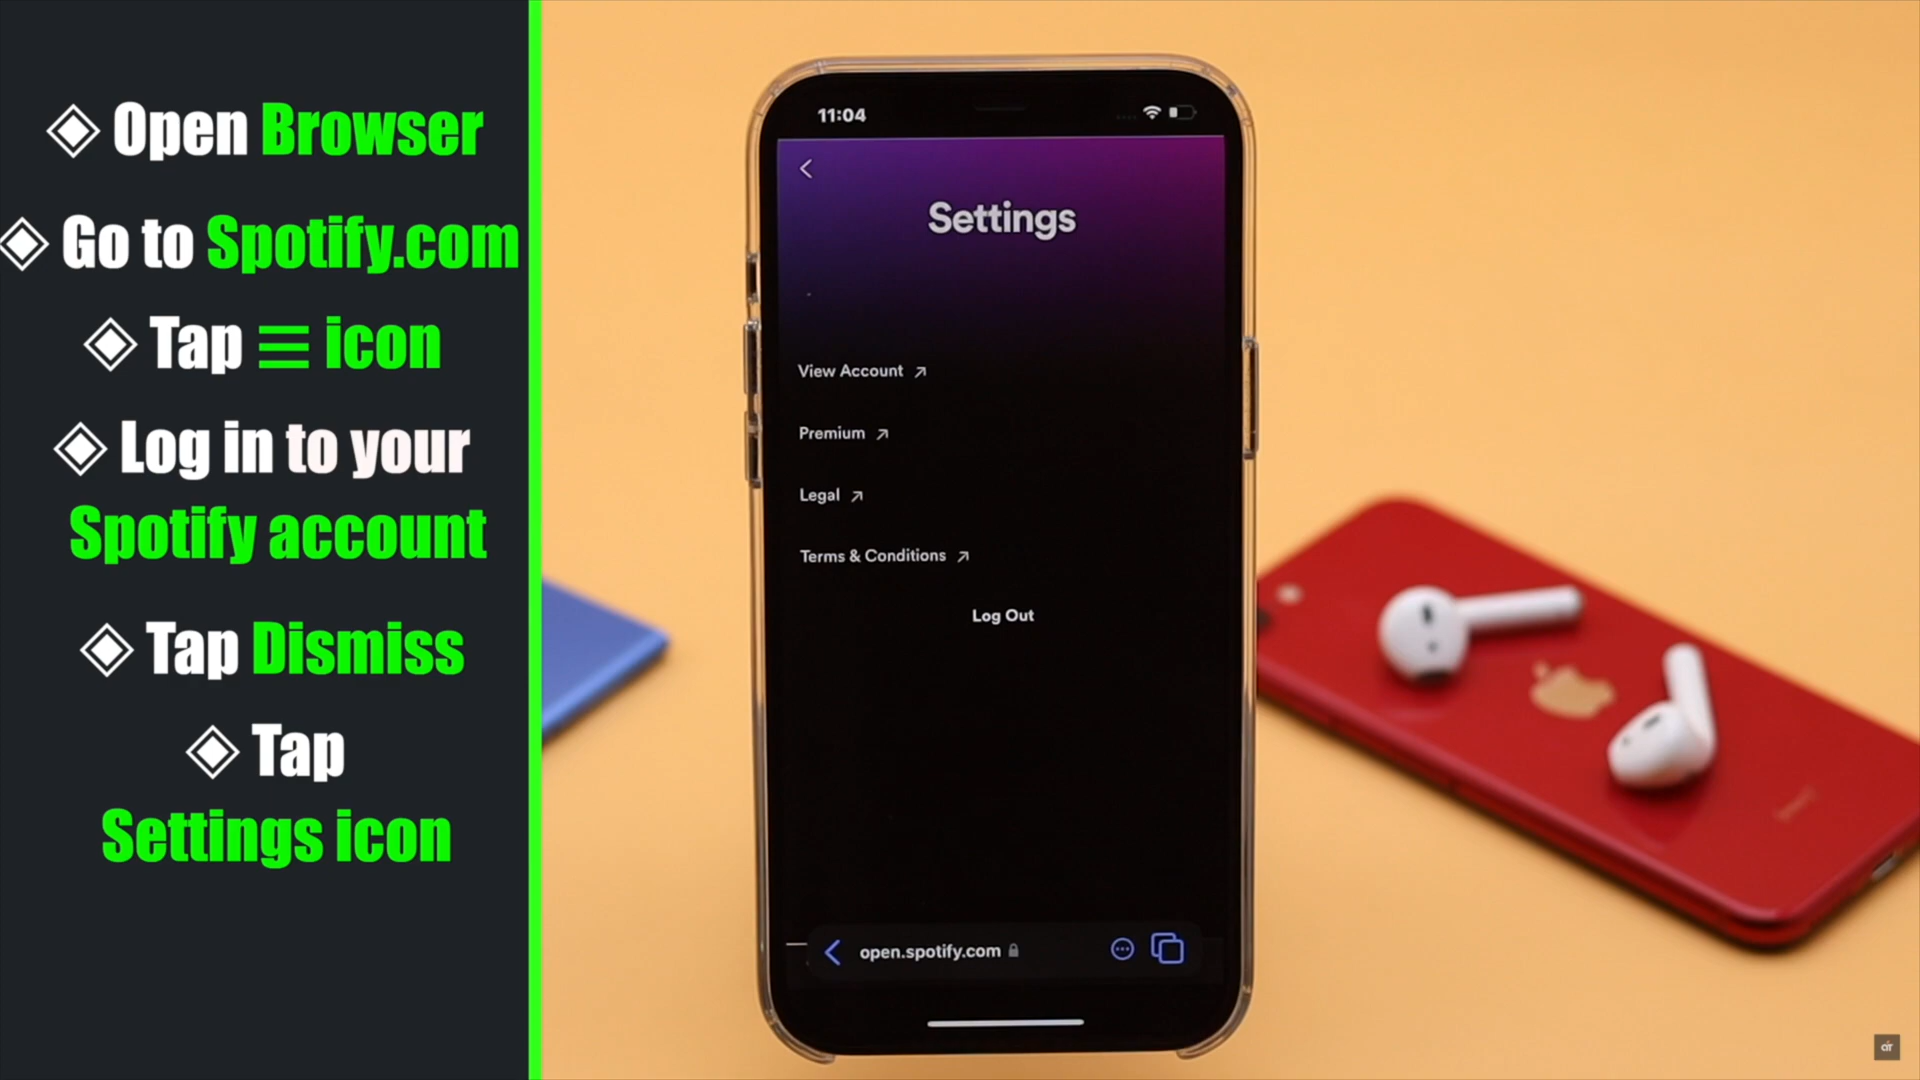 Open Browser
Go to Spotify.com
Tap ☰ icon
Log in to your
Spotify account
Tap Dismiss
Tap
Settings icon
11:04
Settings
View Account
Premium
Legal
Terms & Conditions
Log Out
open.spotify.com